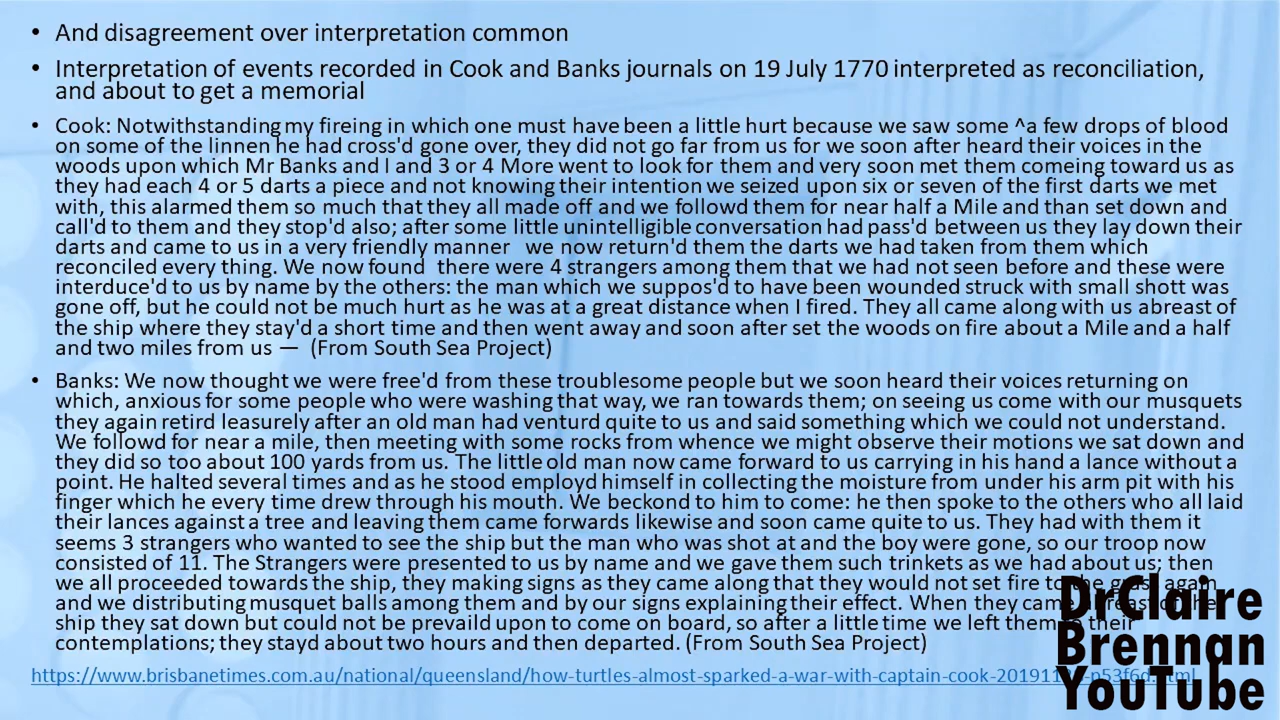 • And disagreement over interpretation common
• Interpretation of events recorded in Cook and Banks journals on 19 July 1770 interpreted as reconciliation,
and about to get a memorial
• Cook: Notwithstanding my fireing in which one must have been a little hurt because we saw some ^a few drops of blood
on some of the linnen he had cross'd gone over, they did not go far from us for we soon after heard their voices in the
woods upon which Mr Banks and I and 3 or 4 More went to look for them and very soon met them comeing toward us as
they had each 4 or 5 darts a piece and not knowing their intention we seized upon six or seven of the first darts we met
with, this alarmed them so much that they all made off and we followd them for near half a Mile and than set down and
call'd to them and they stop'd also; after some little unintelligible conversation had pass'd between us they lay down their
darts and came to us in a very friendly manner we now return'd them the darts we had taken from them which
reconciled every thing. We now found there were 4 strangers among them that we had not seen before and these were
interduce'd to us by name by the others: the man which we suppos'd to have been wounded struck with small shott was
gone off, but he could not be much hurt as he was at a great distance when I fired. They all came along with us abreast of
the ship where they stay'd a short time and then went away and soon after set the woods on fire about a Mile and a half
and two miles from us — (From South Sea Project)
• Banks: We now thought we were free'd from these troublesome people but we soon heard their voices returning on
which, anxious for some people who were washing that way, we ran towards them; on seeing us come with our musquets
they again retird leasurely after an old man had venturd quite to us and said something which we could not understand.
We followd for near a mile, then meeting with some rocks from whence we might observe their motions we sat down and
they did so too about 100 yards from us. The little old man now came forward to us carrying in his hand a lance without a
point. He halted several times and as he stood employd himself in collecting the moisture from under his arm pit with his
finger which he every time drew through his mouth. We beckond to him to come: he then spoke to the others who all laid
their lances against a tree and leaving them came forwards likewise and soon came quite to us. They had with them it
seems 3 strangers who wanted to see the ship but the man who was shot at and the boy were gone, so our troop now
consisted of 11. The Strangers were presented to us by name and we gave them such trinkets as we had about us; then
we all proceeded towards the ship, they making signs as they came along that they would not set fire to the grass again
and we distributing musquet balls among them and by our signs explaining their effect. When they came abreast of the
ship they sat down but could not be prevaild upon to come on board, so after a little time we left them to their
contemplations; they stayd about two hours and then departed. (From South Sea Project)
https://www.brisbanetimes.com.au/national/queensland/how-turtles-almost-sparked-a-war-with-captain-cook-
DrClaire
Brennan
YouTube